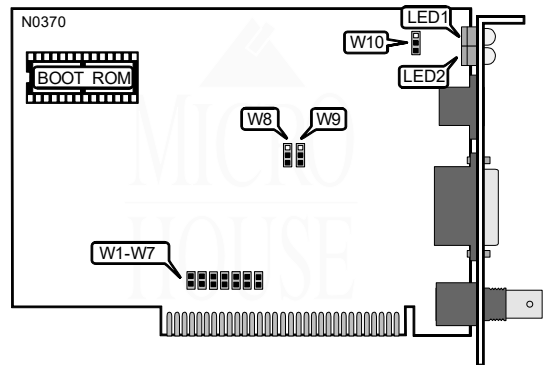 N0370
LED1
W10
BOOT ROM
LED2
W8
W9
MICRO
HOUSE
W1-W7